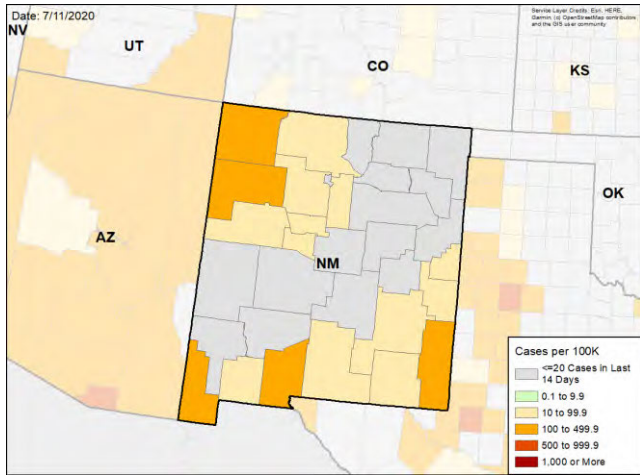 Date: 7/11/2020
Service Layer Credits: Esri, HERE,
Garmin, (c) OpenStreetMap contributors,
and the GIS user community
NV
UT
CO
KS
OK
AZ
NM
Cases per 100K
<=20 Cases in Last
14 Days
0.1 to 9.9
10 to 99.9
100 to 499.9
500 to 999.9
1,000 or More